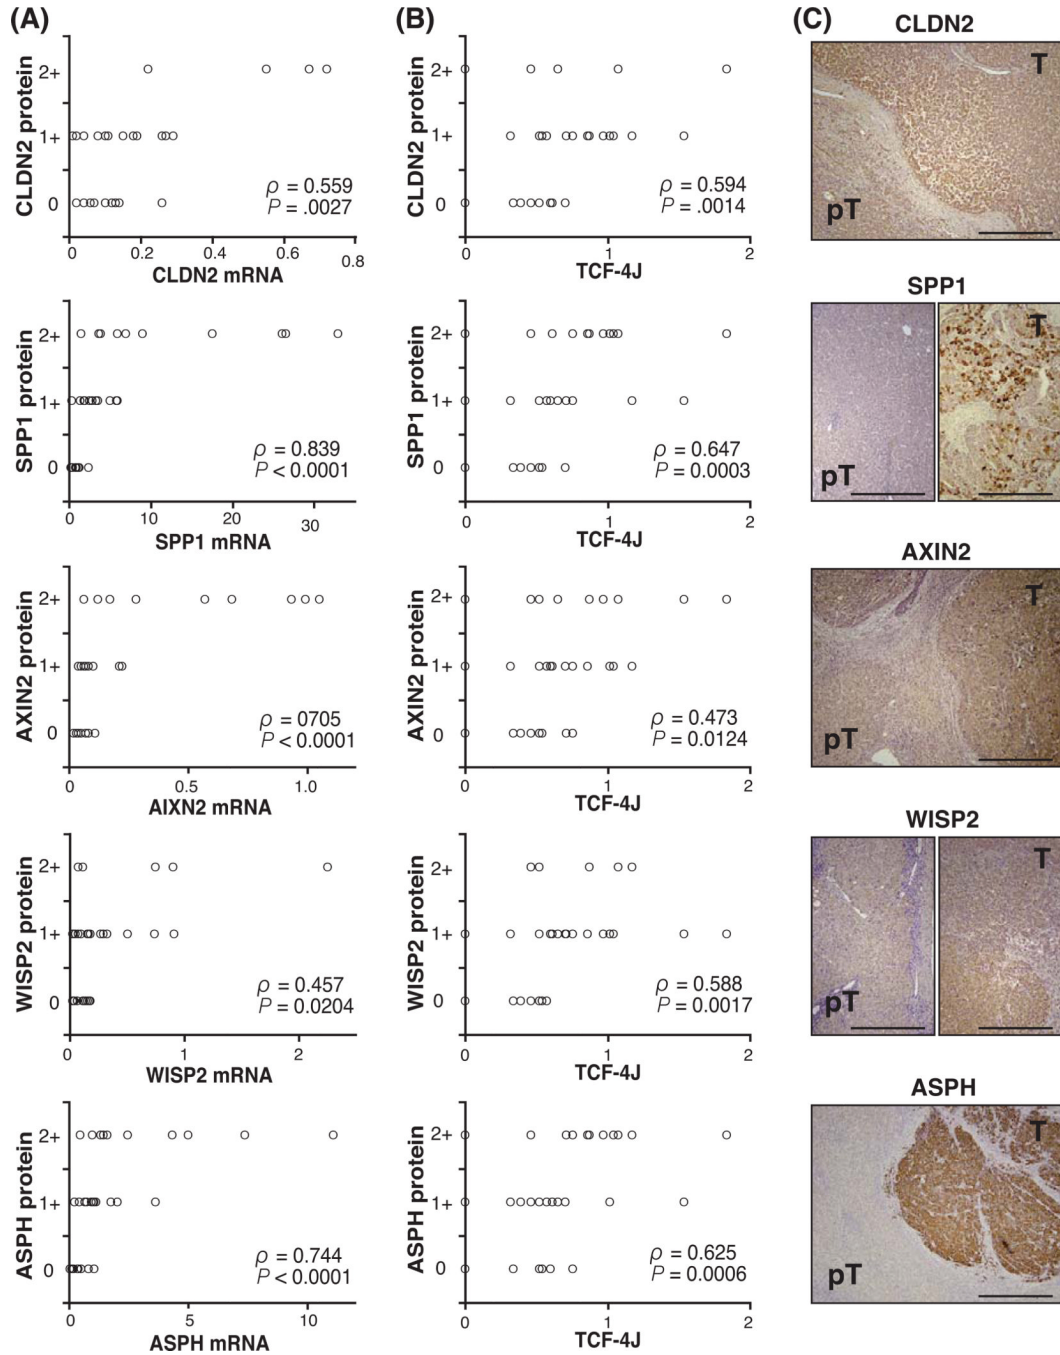 (A)
CLDN2 protein
2+
1+
0
ρ = 0.559
P = .0027
0 0.2 0.4 0.6 0.8
CLDN2 mRNA
SPP1 protein
2+
1+
0
ρ = 0.839
P < 0.0001
0 10 20 30
SPP1 mRNA
AXIN2 protein
2+
1+
0
ρ = 0705
P < 0.0001
0 0.5 1.0
AIXN2 mRNA
WISP2 protein
2+
1+
0
ρ = 0.457
P = 0.0204
0 1 2
WISP2 mRNA
ASPH protein
2+
1+
0
ρ = 0.744
P < 0.0001
0 5 10
ASPH mRNA
(B)
CLDN2 protein
2+
1+
0
ρ = 0.594
P = .0014
0 1 2
TCF-4J
SPP1 protein
2+
1+
0
ρ = 0.647
P = 0.0003
0 1 2
TCF-4J
AXIN2 protein
2+
1+
0
ρ = 0.473
P = 0.0124
0 1 2
TCF-4J
WISP2 protein
2+
1+
0
ρ = 0.588
P = 0.0017
0 1 2
TCF-4J
ASPH protein
2+
1+
0
ρ = 0.625
P = 0.0006
0 1 2
TCF-4J
(C)
CLDN2
T
pT
SPP1
T
pT
AXIN2
T
pT
WISP2
T
pT
ASPH
T
pT